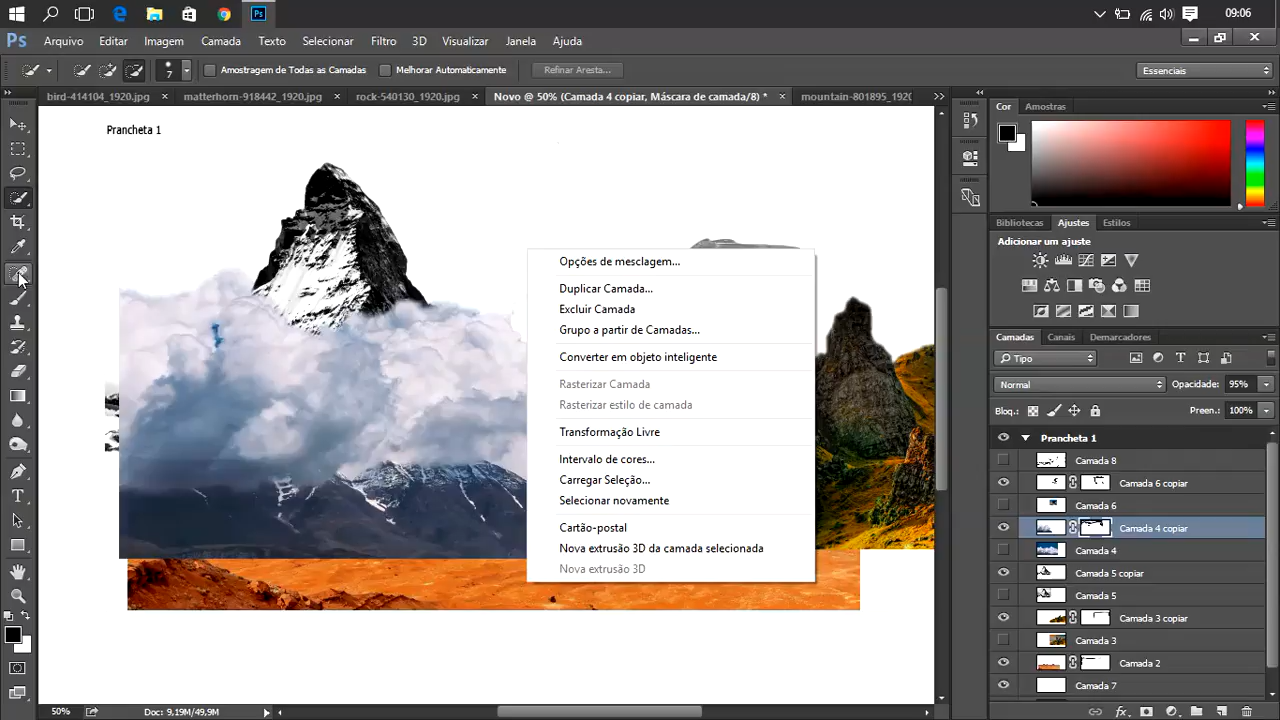 09:06
Ps
Arquivo Editar Imagem Camada Texto Selecionar Filtro 3D Visualizar Janela Ajuda
7 Amostragem de Todas as Camadas Melhorar Automaticamente Refinar Aresta... Essenciais
bird-414104_1920.jpg × matterhorn-918442_1920.jpg × rock-540130_1920.jpg × Novo @ 50% (Camada 4 copiar, Máscara de camada/8) * × mountain-801895_192
Cor Amostras
Prancheta 1
Bibliotecas Ajustes Estilos
Adicionar um ajuste
Opções de mesclagem...
Duplicar Camada...
Excluir Camada
Grupo a partir de Camadas...
Converter em objeto inteligente
Rasterizar Camada
Rasterizar estilo de camada
Transformação Livre
Intervalo de cores...
Carregar Seleção...
Selecionar novamente
Cartão-postal
Nova extrusão 3D da camada selecionada
Nova extrusão 3D
Camadas Canais Demarcadores
Tipo
Normal Opacidade: 95%
Bloq.: Preen.: 100%
Prancheta 1
Camada 8
Camada 6 copiar
Camada 6
Camada 4 copiar
Camada 4
Camada 5 copiar
Camada 5
Camada 3 copiar
Camada 3
Camada 2
Camada 7
50% Doc: 9,19M/49,9M